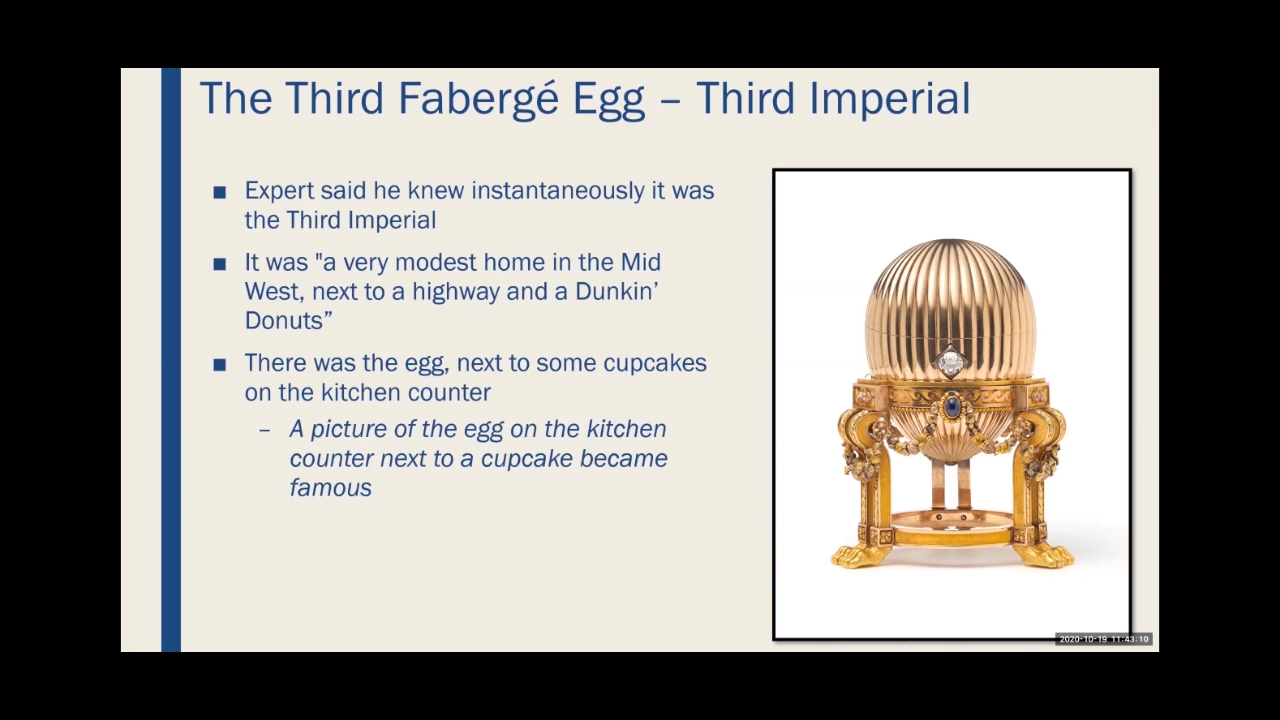 The Third Fabergé Egg – Third Imperial
■ Expert said he knew instantaneously it was
the Third Imperial
■ It was "a very modest home in the Mid
West, next to a highway and a Dunkin’
Donuts”
■ There was the egg, next to some cupcakes
on the kitchen counter
– A picture of the egg on the kitchen
counter next to a cupcake became
famous
2020-10-19 11:43:10